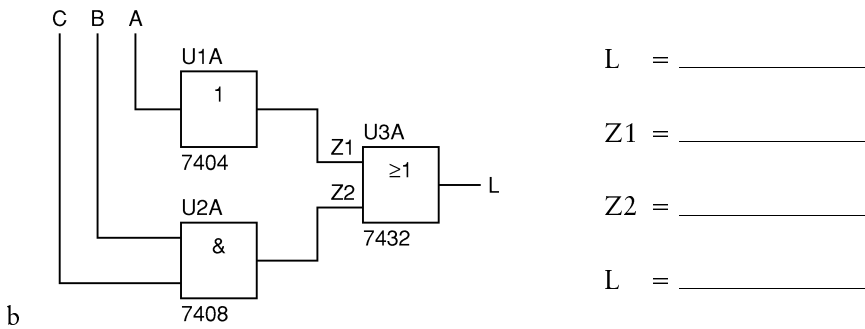 C B A
U1A
1
7404
Z1
U3A
≥1
Z2
7432
L
U2A
&
7408
b
L =
Z1 =
Z2 =
L =